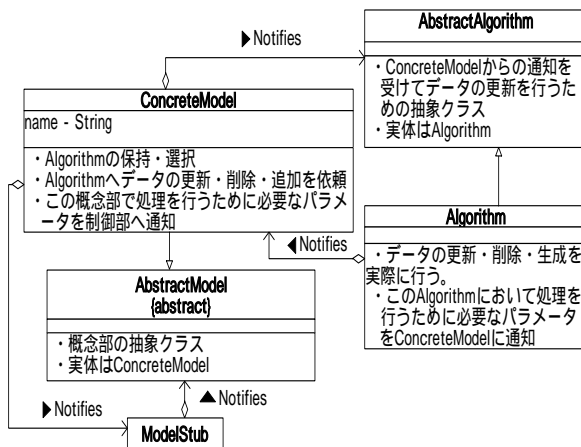 ▶Notifies
AbstractAlgorithm
・ConcreteModelからの通知を
受けてデータの更新を行うた
めの抽象クラス
・実体はAlgorithm
ConcreteModel
name - String
・Algorithmの保持・選択
・Algorithmへデータの更新・削除・追加を依頼
・この概念部で処理を行うために必要なパラメ
ータを制御部へ通知
◀Notifies
Algorithm
・データの更新・削除・生成を
実際に行う。
・このAlgorithmにおいて処理を
行うために必要なパラメータ
をConcreteModelに通知
AbstractModel
{abstract}
・概念部の抽象クラス
・実体はConcreteModel
▶Notifies
▲Notifies
ModelStub